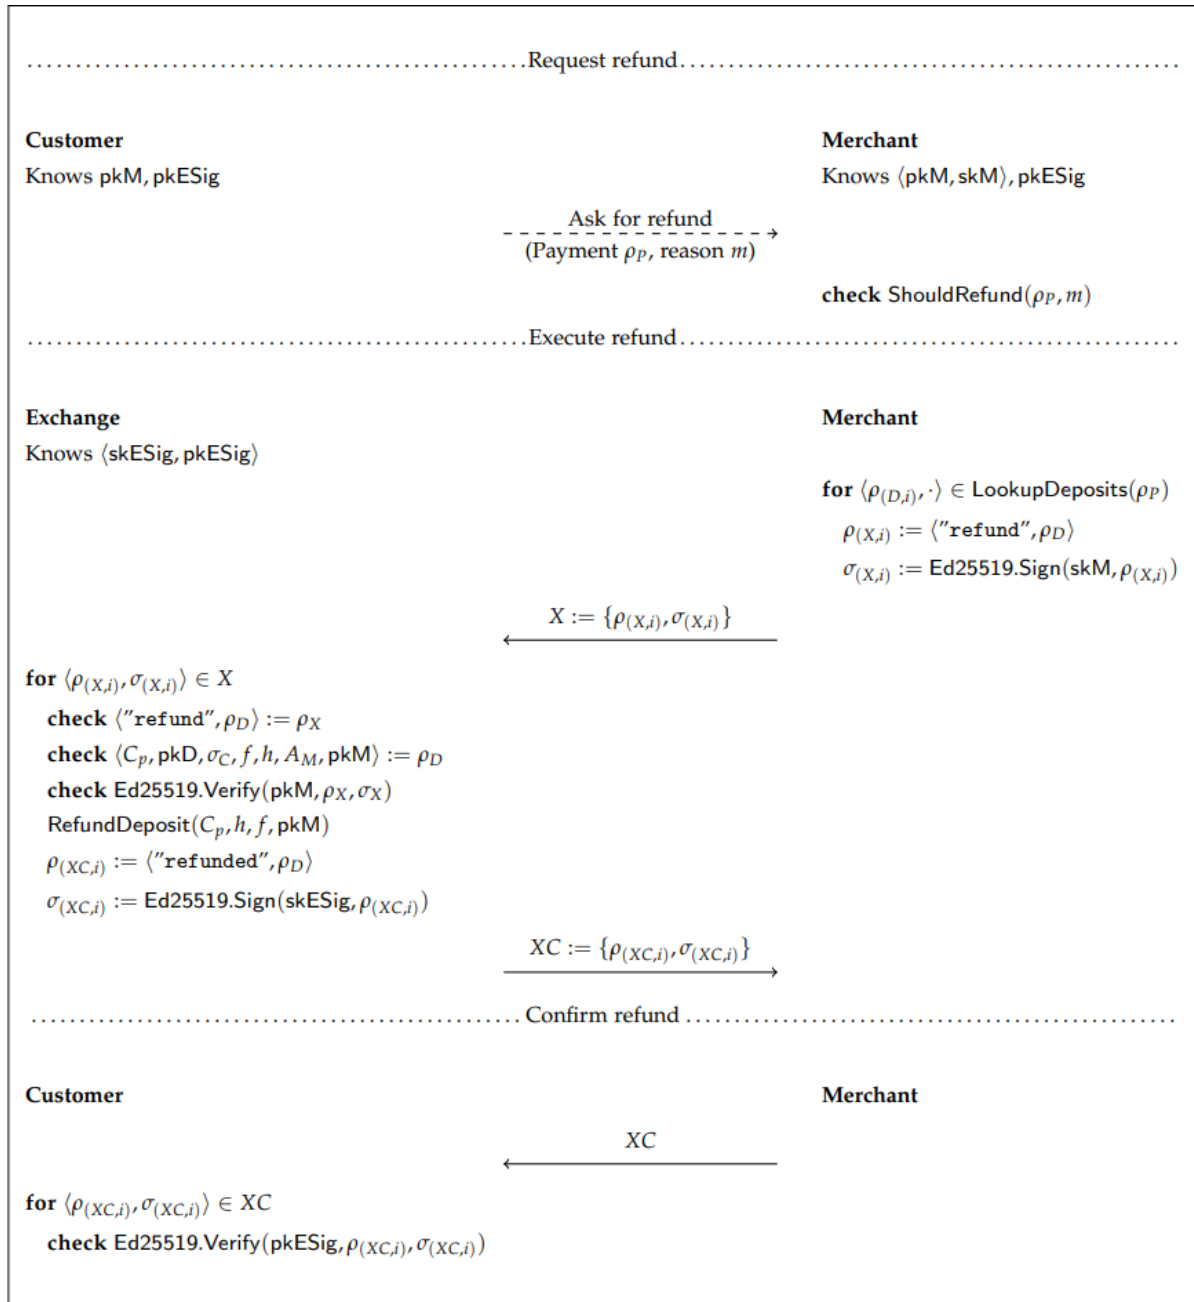 ........................Request refund........................
Customer Merchant
Knows pkM, pkESig Knows ⟨pkM, skM⟩, pkESig
Ask for refund
(Payment ρ_P, reason m)
check ShouldRefund(ρ_P, m)
........................Execute refund........................
Exchange Merchant
Knows ⟨skESig, pkESig⟩
for ⟨ρ_(D,i), ·⟩ ∈ LookupDeposits(ρ_P)
ρ_(X,i) := ⟨"refund", ρ_D⟩
σ_(X,i) := Ed25519.Sign(skM, ρ_(X,i))
X := {ρ_(X,i), σ_(X,i)}
for ⟨ρ_(X,i), σ_(X,i)⟩ ∈ X
check ⟨"refund", ρ_D⟩ := ρ_X
check ⟨C_p, pkD, σ_C, f, h, A_M, pkM⟩ := ρ_D
check Ed25519.Verify(pkM, ρ_X, σ_X)
RefundDeposit(C_p, h, f, pkM)
ρ_(XC,i) := ⟨"refunded", ρ_D⟩
σ_(XC,i) := Ed25519.Sign(skESig, ρ_(XC,i))
XC := {ρ_(XC,i), σ_(XC,i)}
........................ Confirm refund ........................
Customer Merchant
XC
for ⟨ρ_(XC,i), σ_(XC,i)⟩ ∈ XC
check Ed25519.Verify(pkESig, ρ_(XC,i), σ_(XC,i))